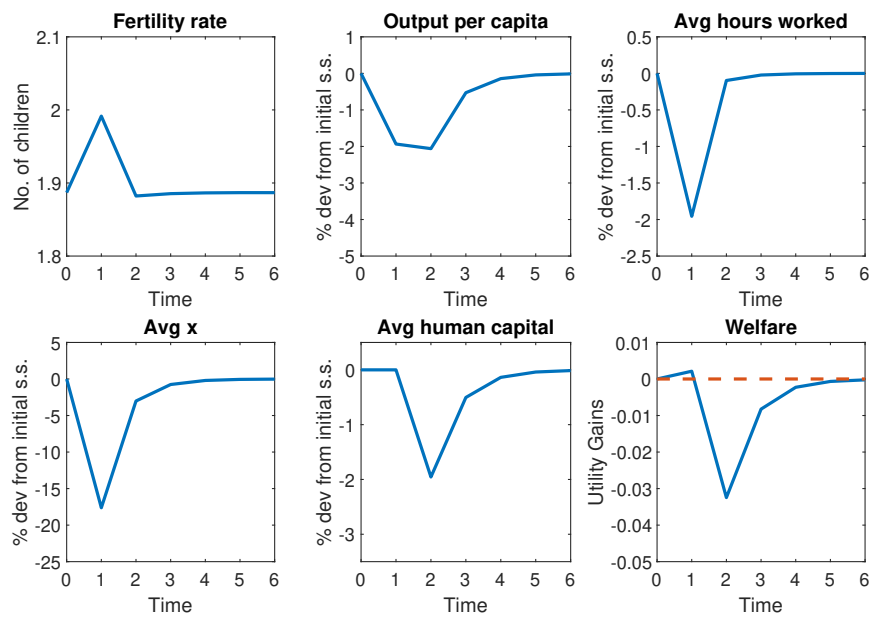 Fertility rate
No. of children
2.1
2
1.9
1.8
0 1 2 3 4 5 6
Time
Output per capita
% dev from initial s.s.
1
0
-1
-2
-3
-4
-5
0 1 2 3 4 5 6
Time
Avg hours worked
% dev from initial s.s.
0.5
0
-0.5
-1
-1.5
-2
-2.5
0 1 2 3 4 5 6
Time
Avg x
% dev from initial s.s.
5
0
-5
-10
-15
-20
-25
0 1 2 3 4 5 6
Time
Avg human capital
% dev from initial s.s.
0
-1
-2
-3
0 1 2 3 4 5 6
Time
Welfare
Utility Gains
0.01
0
-0.01
-0.02
-0.03
-0.04
-0.05
0 1 2 3 4 5 6
Time